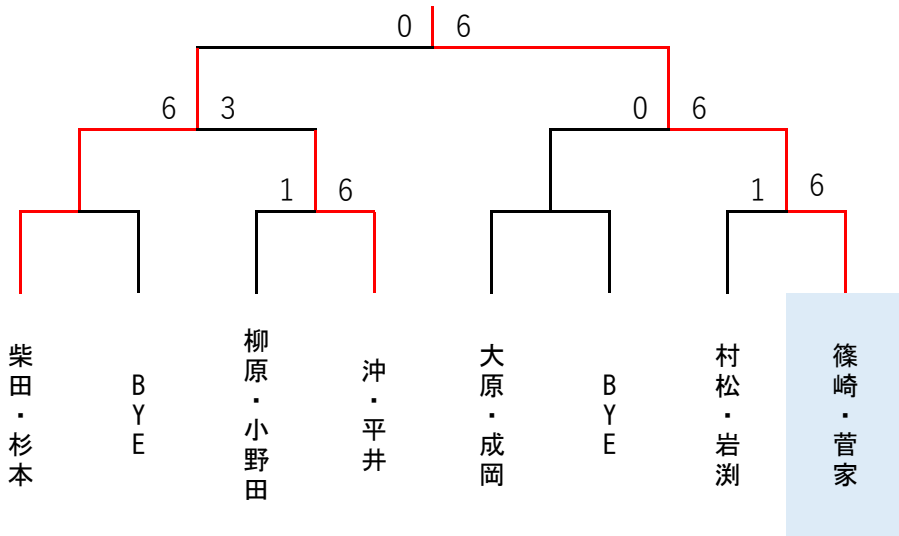 0 6
6 3
0 6
1 6
1 6
柴田・杉本
BYE
柳原・小野田
沖・平井
大原・成岡
BYE
村松・岩渕
篠崎・菅家